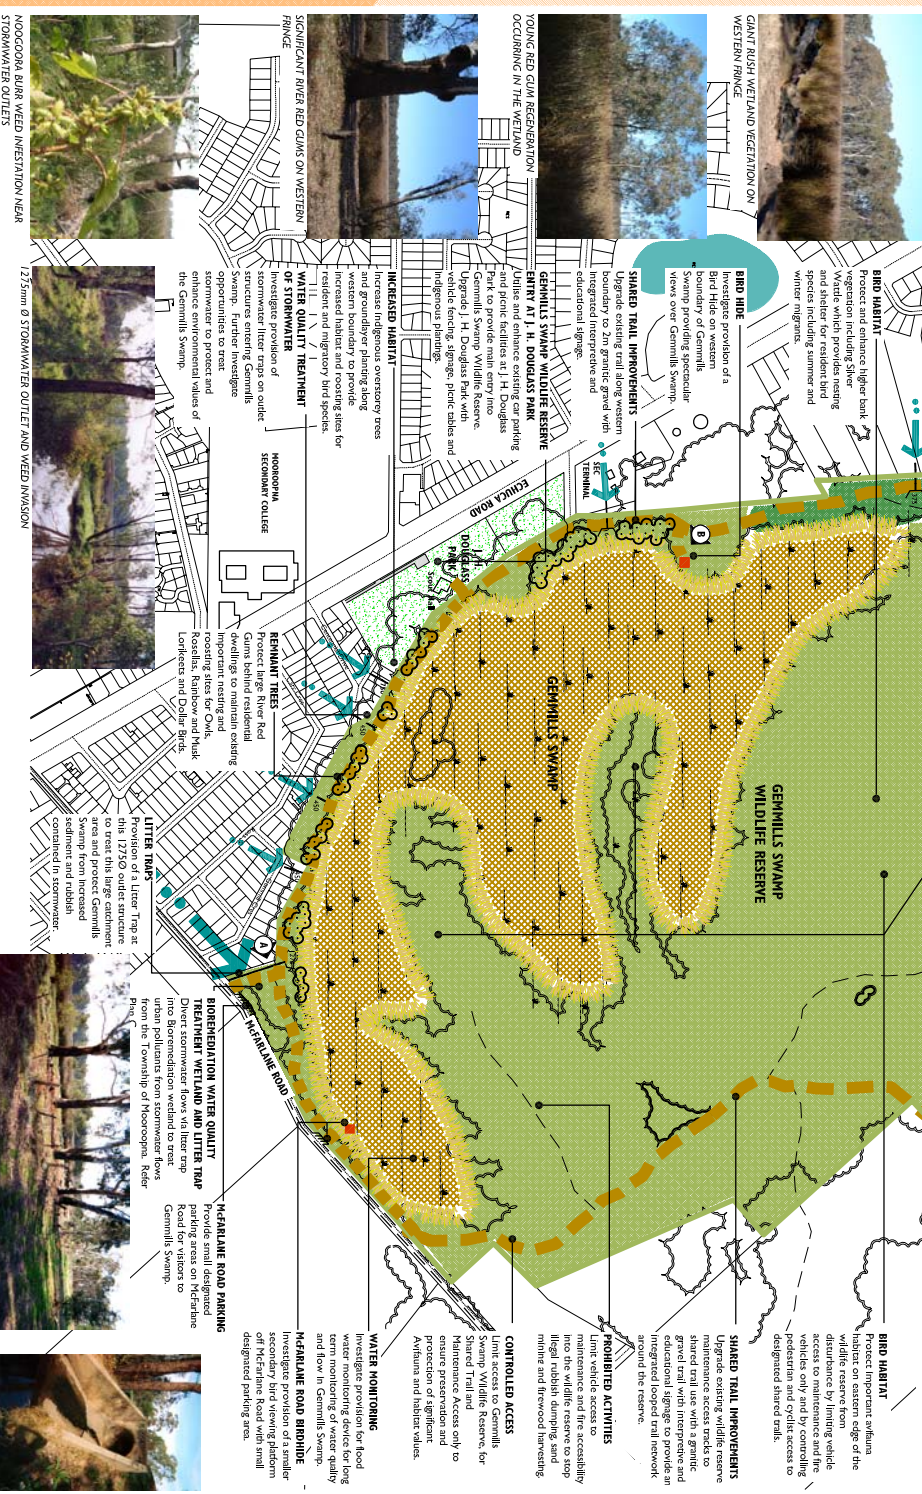 GIANT RUSH WETLAND VEGETATION ON
WESTERN FRINGE
YOUNG RED GUM REGENERATION
OCCURRING IN THE WETLAND
SIGNIFICANT RIVER RED GUMS ON WESTERN
FRINGE
NOOGOORA BURR WEED INFESTATION NEAR
STORMWATER OUTLETS
BIRD HABITAT
Protect and enhance higher bank
vegetation including Silver
Wattle which provides nesting
and shelter for resident bird
species including summer and
winter migrants.
BIRD HIDE
Investigate provision of a
Bird Hide on western
boundary of Gemmills
Swamp providing spectacular
views over Gemmills Swamp.
SHARED TRAIL IMPROVEMENTS
Upgrade existing trail along western
boundary to 2m granitic gravel with
integrated interpretive and
educational signage.
GEMMILLS SWAMP WILDLIFE RESERVE
ENTRY AT J. H. DOUGLASS PARK
Utilise and enhance existing car parking
and picnic facilities at J. H. Douglass
Park to provide main entry into
Gemmills Swamp Wildlife Reserve.
Upgrade J. H. Douglass Park with
vehicle fencing, signage, picnic tables and
indigenous plantings.
INCREASED HABITAT
Increase indigenous overstorey trees
and groundlayer planting along
western boundary to provide
increased habitat and roosting sites for
resident and migratory bird species.
WATER QUALITY TREATMENT
OF STORMWATER
Investigate provision of
stormwater litter traps on outlet
structures entering Gemmills
Swamp. Further investigate
opportunities to treat
stormwater to protect and
enhance environmental values of
the Gemmills Swamp.
1275mm Ø STORMWATER OUTLET AND WEED INVASION
SEC
TERMINAL
ECHUCA ROAD
MOOROOPNA
SECONDARY COLLEGE
J. H.
DOUGLASS
PARK
Scout Hall
B
GEMMILLS SWAMP
GEMMILLS SWAMP
WILDLIFE RESERVE
REMNANT TREES
Protect large River Red
Gums behind residential
dwellings to maintain existing
important nesting and
roosting sites for Owls,
Rosellas, Rainbow and Musk
Lorikeets and Dollar Birds.
450
LITTER TRAPS
Provision of a Litter Trap at
this 1275Ø outlet structure
to treat this large catchment
area and protect Gemmills
Swamp from increased
sediment and rubbish
contained in stormwater.
A
McFARLANE ROAD
BIOREMEDIATION WATER QUALITY
TREATMENT WETLAND AND LITTER TRAP
Divert stormwater flows via litter trap
into Bioremediation wetland to treat
urban pollutants from stormwater flows
from the Township of Mooroopna. Refer
McFARLANE ROAD PARKING
Provide small designated
parking areas on McFarlane
Road for visitors to
Gemmills Swamp.
BIRD HABITAT
Protect important avifauna
habitat on eastern edge of the
wildlife reserve from
disturbance by limiting vehicle
access to maintenance and fire
vehicles only and by controlling
pedestrian and cyclist access to
designated shared trails.
SHARED TRAIL IMPROVEMENTS
Upgrade existing wildlife reserve
maintenance access tracks to
shared trail use with a granitic
gravel trail with interpretive and
educational signage to provide an
integrated looped trail network
around the reserve.
PROHIBITED ACTIVITIES
Limit vehicle access to
maintenance and fire accessibility
into the wildlife reserve to stop
illegal rubbish dumping, sand
mining and firewood harvesting.
CONTROLLED ACCESS
Limit access to Gemmills
Swamp Wildlife Reserve, for
Shared Trail and
Maintenance Access only to
ensure preservation and
protection of significant
Avifauna and habitat values.
WATER MONITORING
Investigate provision for flood
water monitoring device for long
term monitoring of water quality
and flow in Gemmills Swamp.
McFARLANE ROAD BIRDHIDE
Investigate provision of a smaller
secondary bird viewing platform
off McFarlane Road with small
designated parking area.